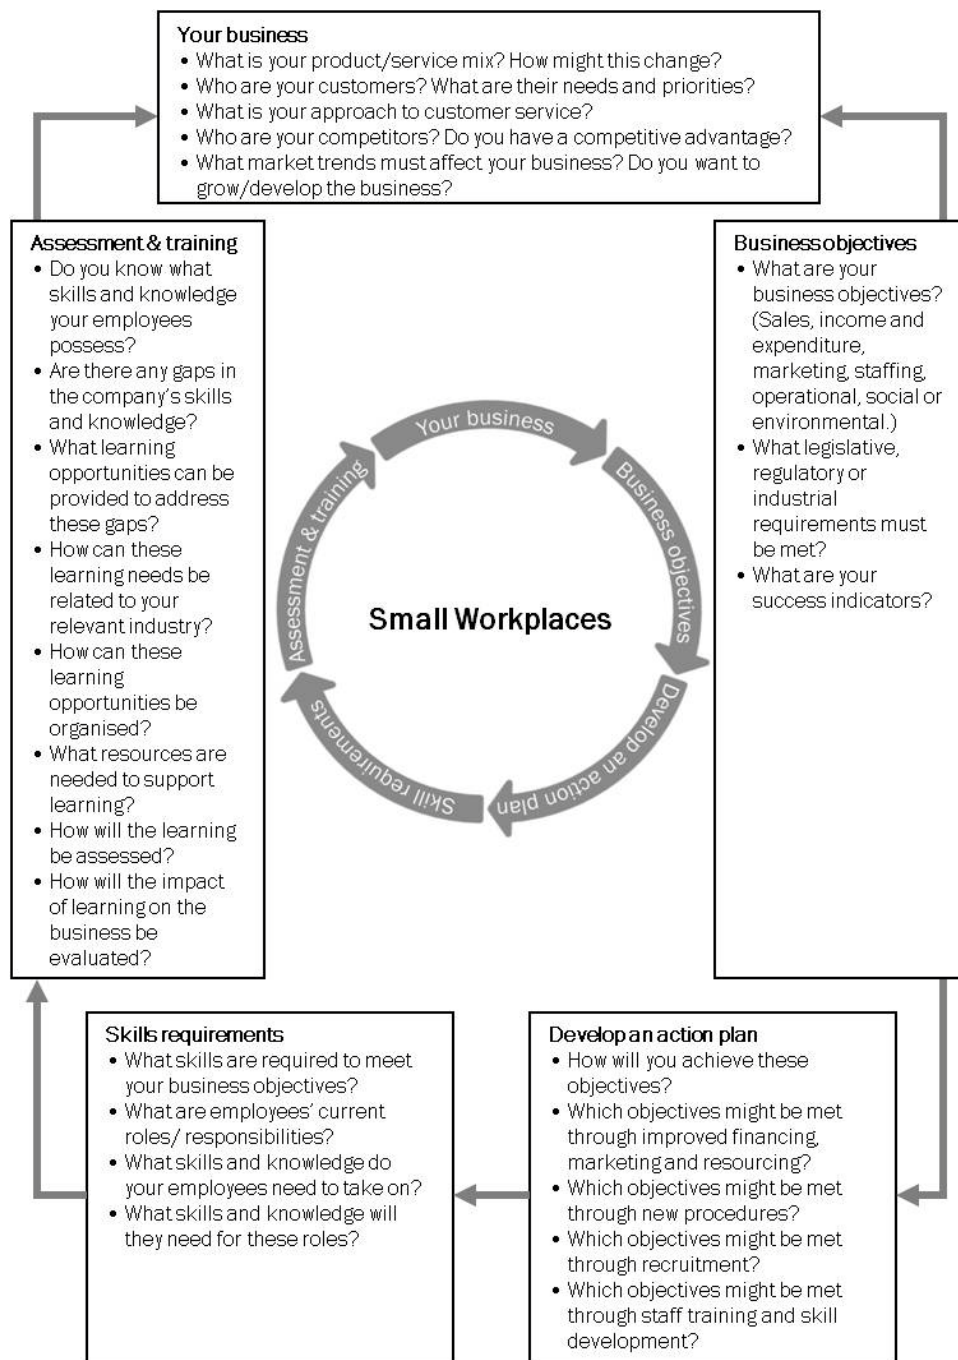 Your business
• What is your product/service mix? How might this change?
• Who are your customers? What are their needs and priorities?
• What is your approach to customer service?
• Who are your competitors? Do you have a competitive advantage?
• What market trends must affect your business? Do you want to
grow/develop the business?
Assessment & training
• Do you know what
skills and knowledge
your employees
possess?
• Are there any gaps in
the company's skills
and knowledge?
• What learning
opportunities can be
provided to address
these gaps?
• How can these
learning needs be
related to your
relevant industry?
• How can these
learning
opportunities be
organised?
• What resources are
needed to support
learning?
• How will the learning
be assessed?
• How will the impact
of learning on the
business be
evaluated?
Your business
Business objectives
Develop an action plan
Skill requirements
Assessment & training
Small Workplaces
Business objectives
• What are your
business objectives?
(Sales, income and
expenditure,
marketing, staffing,
operational, social or
environmental.)
• What legislative,
regulatory or
industrial
requirements must
be met?
• What are your
success indicators?
Skills requirements
• What skills are required to meet
your business objectives?
• What are employees' current
roles/ responsibilities?
• What skills and knowledge do
your employees need to take on?
• What skills and knowledge will
they need for these roles?
Develop an action plan
• How will you achieve these
objectives?
• Which objectives might be met
through improved financing,
marketing and resourcing?
• Which objectives might be met
through new procedures?
• Which objectives might be met
through recruitment?
• Which objectives might be met
through staff training and skill
development?